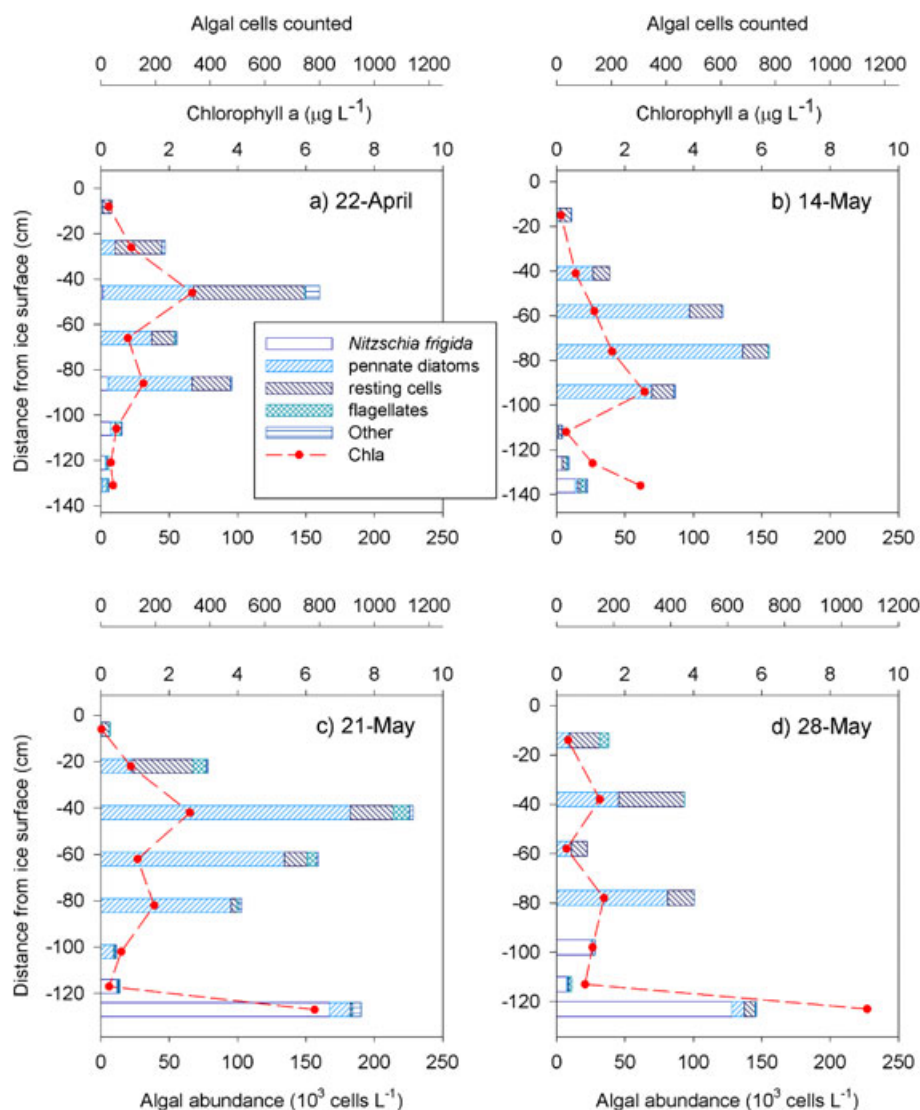 Algal cells counted
Algal cells counted
0 200 400 600 800 1000 1200
0 200 400 600 800 1000 1200
Chlorophyll a (μg L-1)
Chlorophyll a (μg L-1)
0 2 4 6 8 10
0 2 4 6 8 10
Distance from ice surface (cm)
0
-20
-40
-60
-80
-100
-120
-140
a) 22-April
Nitzschia frigida
pennate diatoms
resting cells
flagellates
Other
Chla
0
-20
-40
-60
-80
-100
-120
-140
b) 14-May
0 50 100 150 200 250
0 50 100 150 200 250
0 200 400 600 800 1000 1200
0 200 400 600 800 1000 1200
0 2 4 6 8 10
0 2 4 6 8 10
Distance from ice surface (cm)
0
-20
-40
-60
-80
-100
-120
c) 21-May
0
-20
-40
-60
-80
-100
-120
d) 28-May
0 50 100 150 200 250
0 50 100 150 200 250
Algal abundance (10³ cells L-1)
Algal abundance (10³ cells L-1)